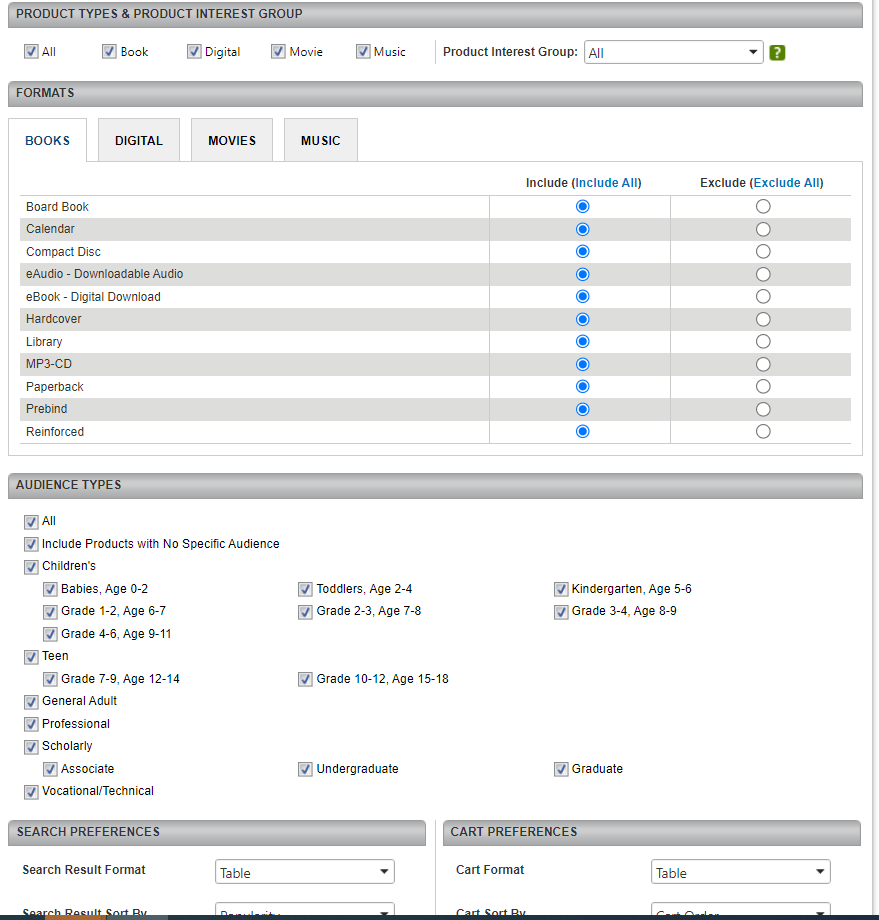 PRODUCT TYPES & PRODUCT INTEREST GROUP
All Book Digital Movie Music Product Interest Group: All ?
FORMATS
BOOKS DIGITAL MOVIES MUSIC
Include (Include All) Exclude (Exclude All)
Board Book
Calendar
Compact Disc
eAudio - Downloadable Audio
eBook - Digital Download
Hardcover
Library
MP3-CD
Paperback
Prebind
Reinforced
AUDIENCE TYPES
All
Include Products with No Specific Audience
Children's
Babies, Age 0-2 Toddlers, Age 2-4 Kindergarten, Age 5-6
Grade 1-2, Age 6-7 Grade 2-3, Age 7-8 Grade 3-4, Age 8-9
Grade 4-6, Age 9-11
Teen
Grade 7-9, Age 12-14 Grade 10-12, Age 15-18
General Adult
Professional
Scholarly
Associate Undergraduate Graduate
Vocational/Technical
SEARCH PREFERENCES CART PREFERENCES
Search Result Format Table Cart Format Table
Search Result Sort By Popularity Cart Sort By Cart Order